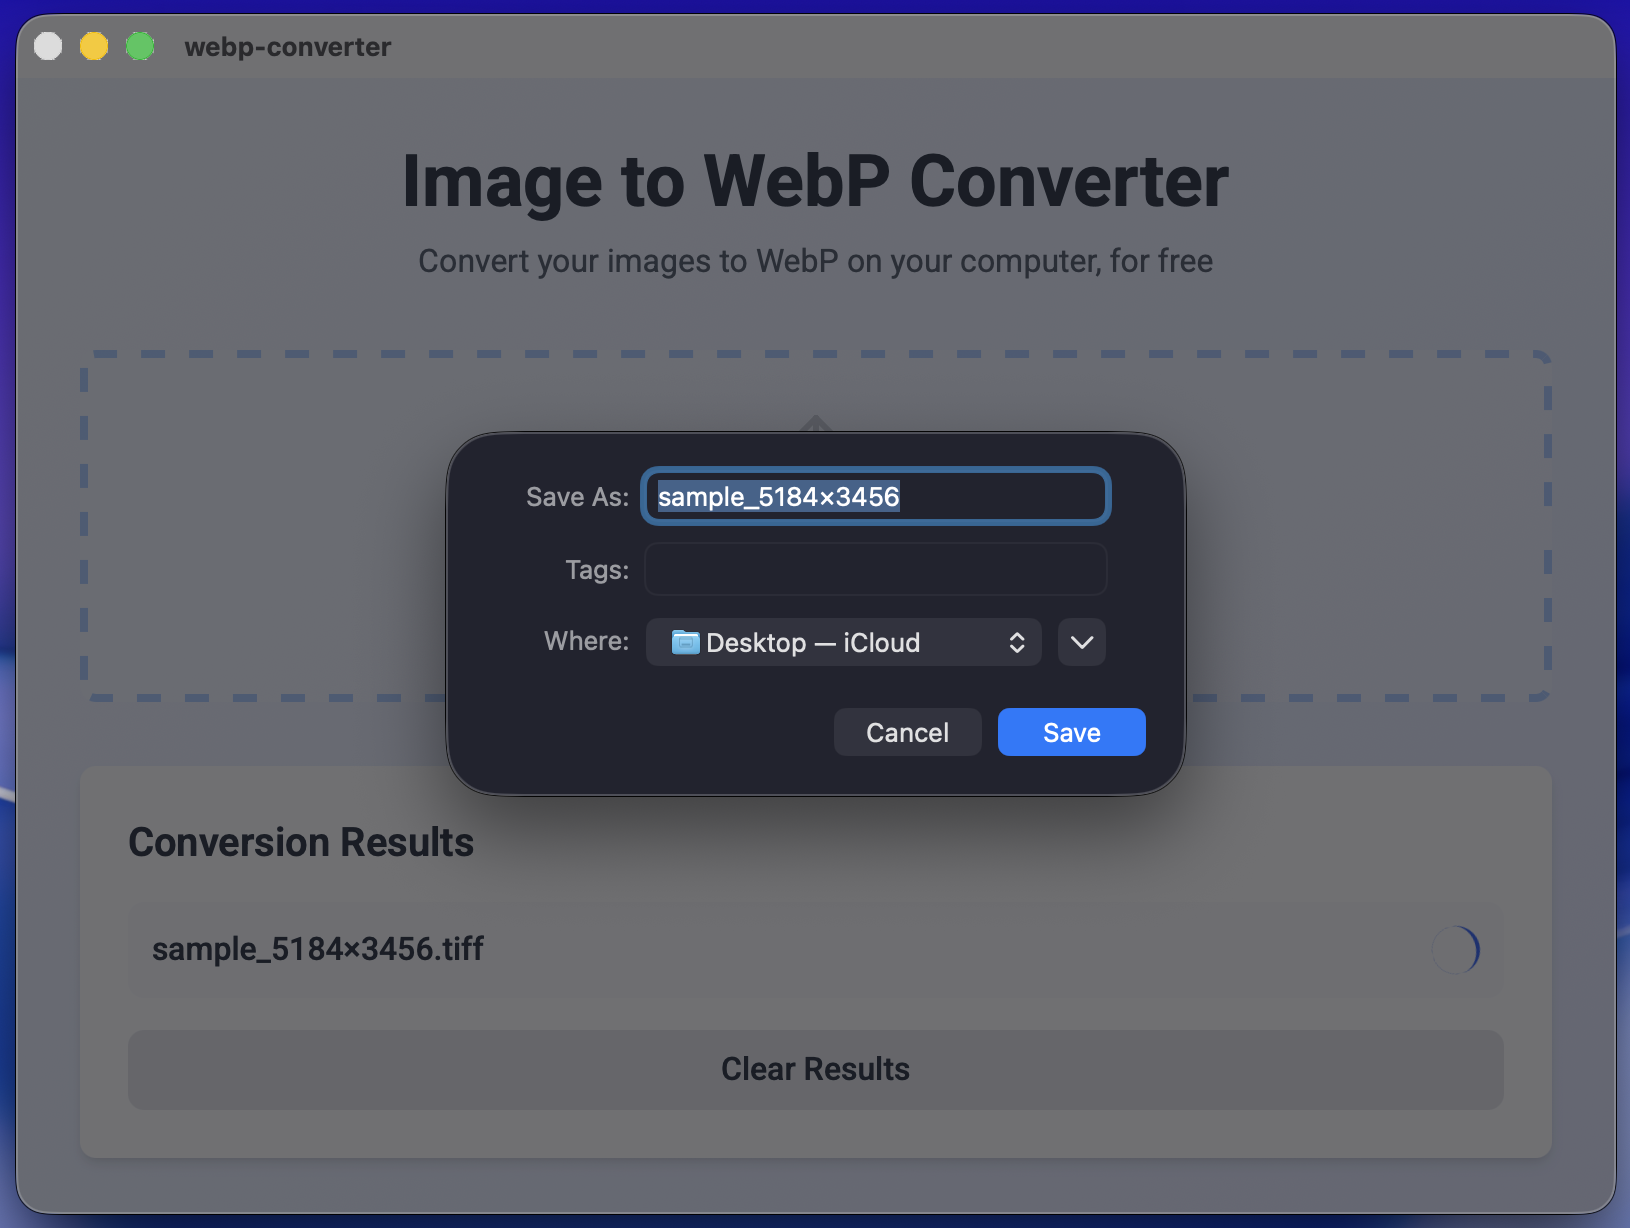 webp-converter
Image to WebP Converter
Convert your images to WebP on your computer, for free
Save As: sample_5184×3456
Tags:
Where: Desktop — iCloud
Cancel Save
Conversion Results
sample_5184×3456.tiff
Clear Results